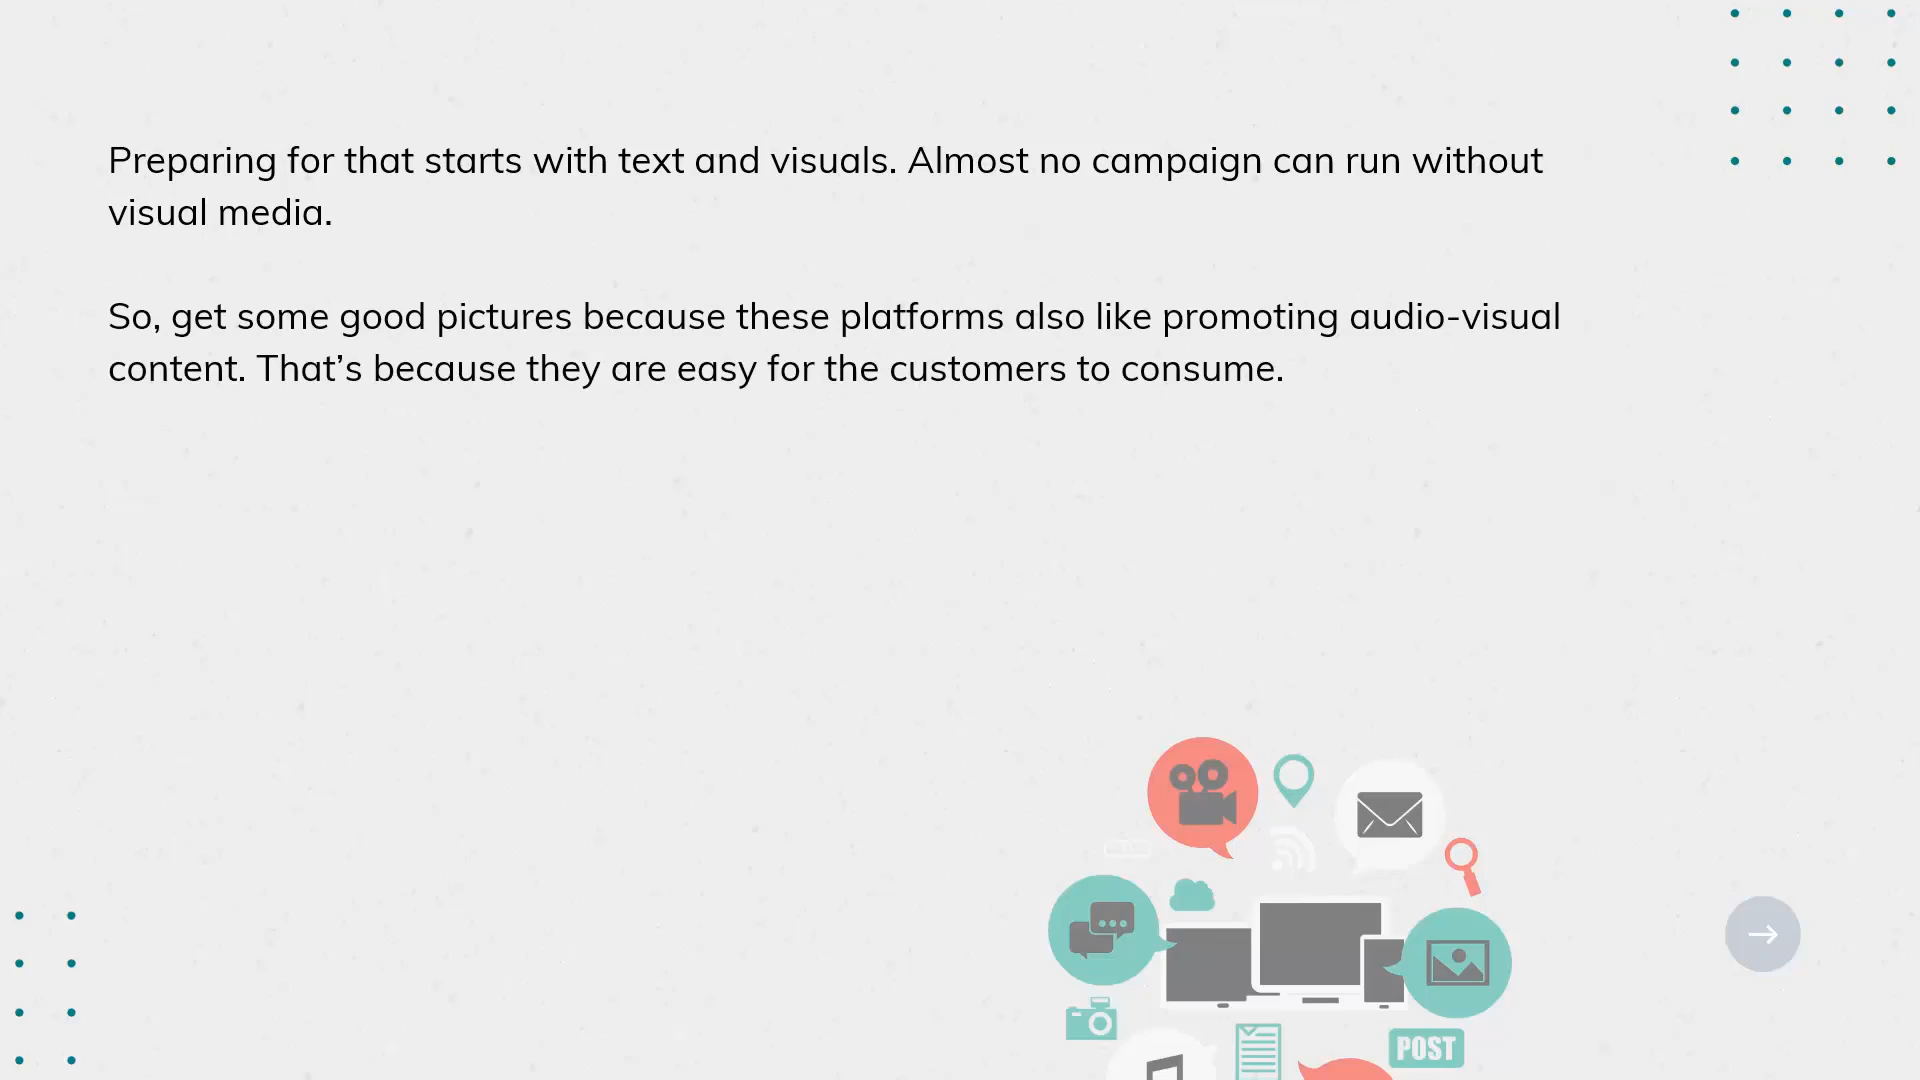 Preparing for that starts with text and visuals. Almost no campaign can run without
visual media.
So, get some good pictures because these platforms also like promoting audio-visual
content. That’s because they are easy for the customers to consume.
POST